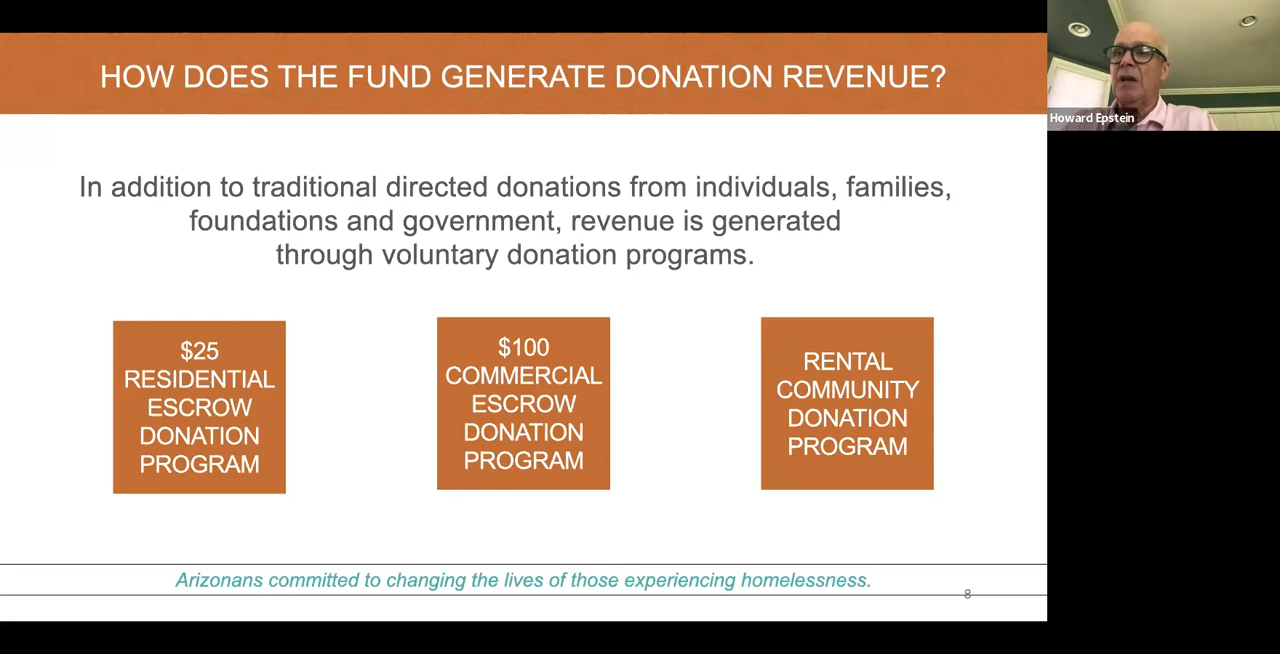 HOW DOES THE FUND GENERATE DONATION REVENUE?
Howard Epstein
In addition to traditional directed donations from individuals, families,
foundations and government, revenue is generated
through voluntary donation programs.
$25
RESIDENTIAL
ESCROW
DONATION
PROGRAM
$100
COMMERCIAL
ESCROW
DONATION
PROGRAM
RENTAL
COMMUNITY
DONATION
PROGRAM
Arizonans committed to changing the lives of those experiencing homelessness.
8